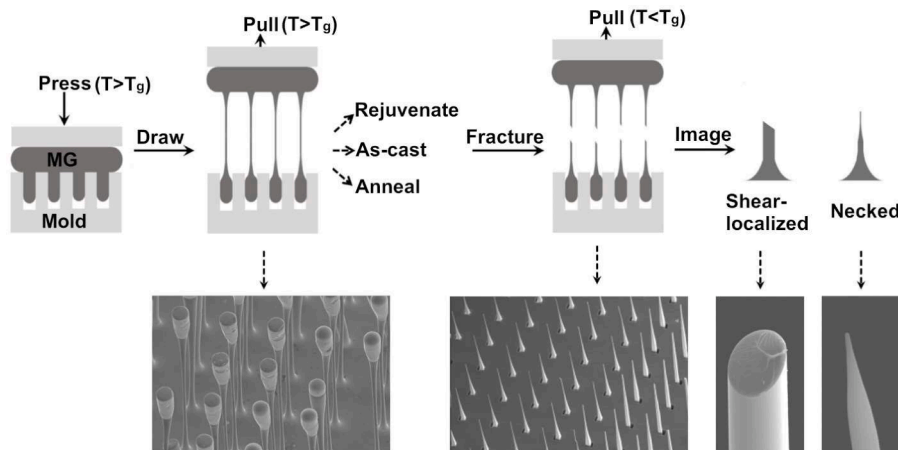 Pull (T>Tg)
Pull (T<Tg)
Press (T>Tg)
Rejuvenate
Draw
Fracture
Image
MG
As-cast
Anneal
Mold
Shear-
localized
Necked